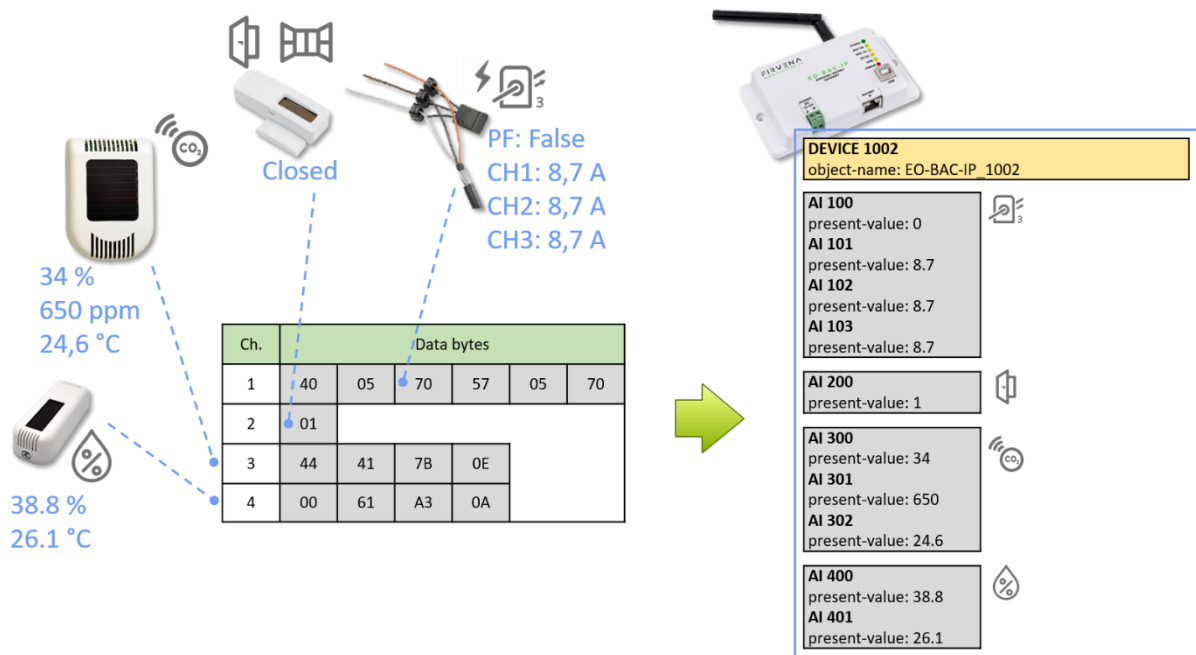 CO₂
Closed
3
PF: False
CH1: 8,7 A
CH2: 8,7 A
CH3: 8,7 A
34 %
650 ppm
24,6 °C
%
38.8 %
26.1 °C
Ch. Data bytes
1 40 05 70 57 05 70
2 01
3 44 41 7B 0E
4 00 61 A3 0A
FIRVENA
EO-BAC-IP
DEVICE 1002
object-name: EO-BAC-IP_1002
AI 100
present-value: 0
AI 101
present-value: 8.7
AI 102
present-value: 8.7
AI 103
present-value: 8.7
3
AI 200
present-value: 1
AI 300
present-value: 34
AI 301
present-value: 650
AI 302
present-value: 24.6
CO₂
AI 400
present-value: 38.8
AI 401
present-value: 26.1
%